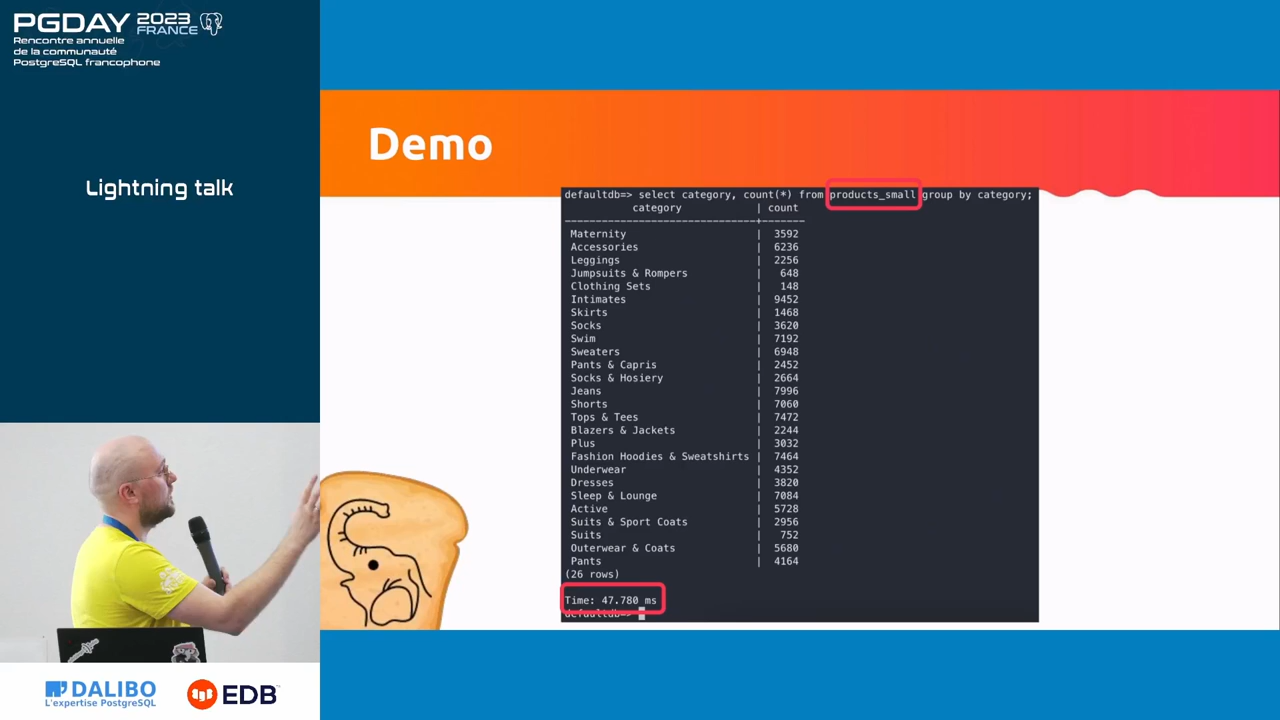 PGDAY 2023 FRANCE
Rencontre annuelle
de la communauté
PostgreSQL francophone
Lightning talk
Demo
defaultdb=> select category, count(*) from products_small group by category;
category | count
-------------------------------+-------
Maternity | 3592
Accessories | 6236
Leggings | 2256
Jumpsuits & Rompers | 648
Clothing Sets | 148
Intimates | 9452
Skirts | 1468
Socks | 3620
Swim | 7192
Sweaters | 6948
Pants & Capris | 2452
Socks & Hosiery | 2664
Jeans | 7996
Shorts | 7060
Tops & Tees | 7472
Blazers & Jackets | 2244
Plus | 3032
Fashion Hoodies & Sweatshirts | 7464
Underwear | 4352
Dresses | 3820
Sleep & Lounge | 7084
Active | 5728
Suits & Sport Coats | 2956
Suits | 752
Outerwear & Coats | 5680
Pants | 4164
(26 rows)
Time: 47.780 ms
defaultdb=>
DALIBO
L'expertise PostgreSQL
EDB